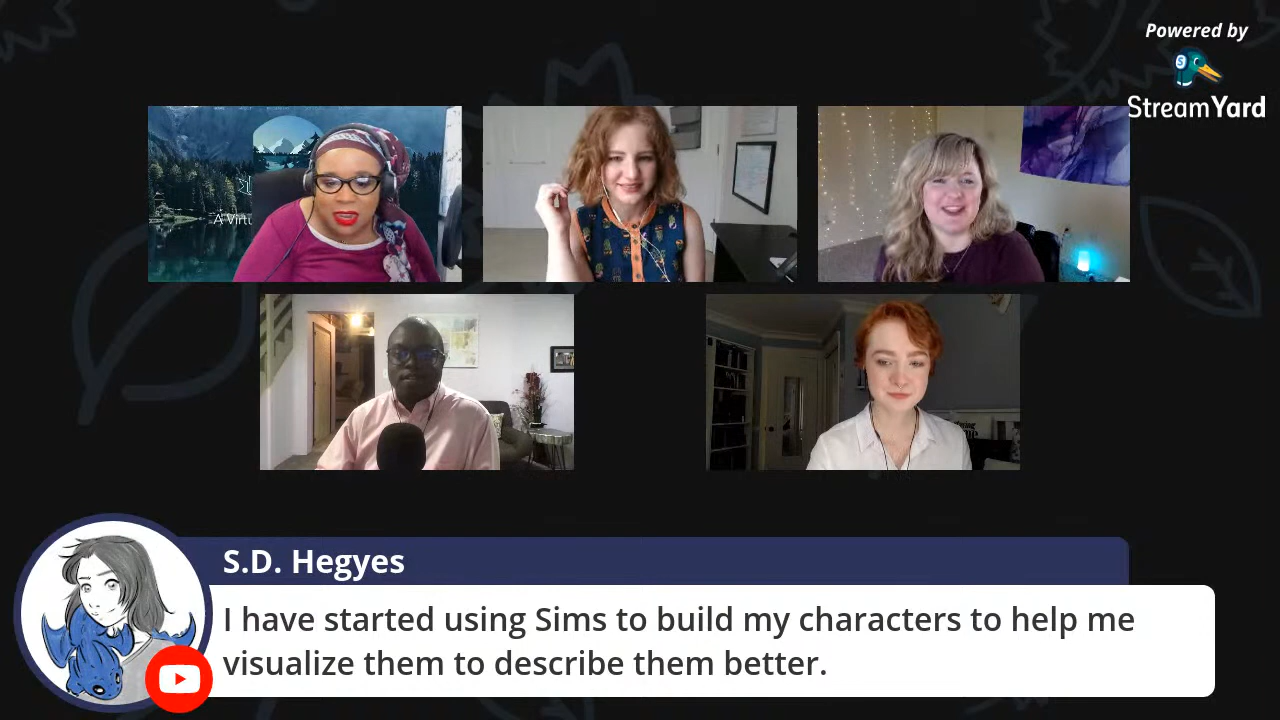 Powered by
StreamYard
A Virtu
S.D. Hegyes
I have started using Sims to build my characters to help me
visualize them to describe them better.